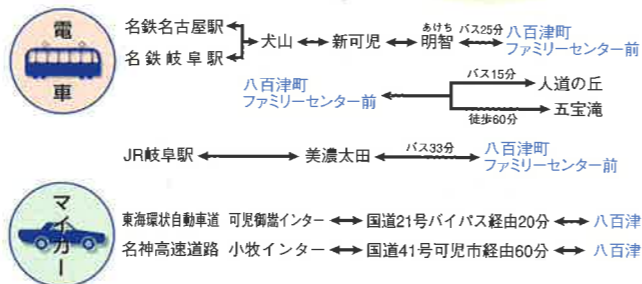 電車
名鉄名古屋駅
名鉄岐阜駅
犬山
新可児
あけち
明智
バス25分
八百津町
ファミリーセンター前
八百津町
ファミリーセンター前
バス15分
人道の丘
徒歩60分
五宝滝
JR岐阜駅
美濃太田
バス33分
八百津町
ファミリーセンター前
マイカー
東海環状自動車道 可児御嵩インター 国道21号バイパス経由20分 八百津
名神高速道路 小牧インター 国道41号可児市経由60分 八百津